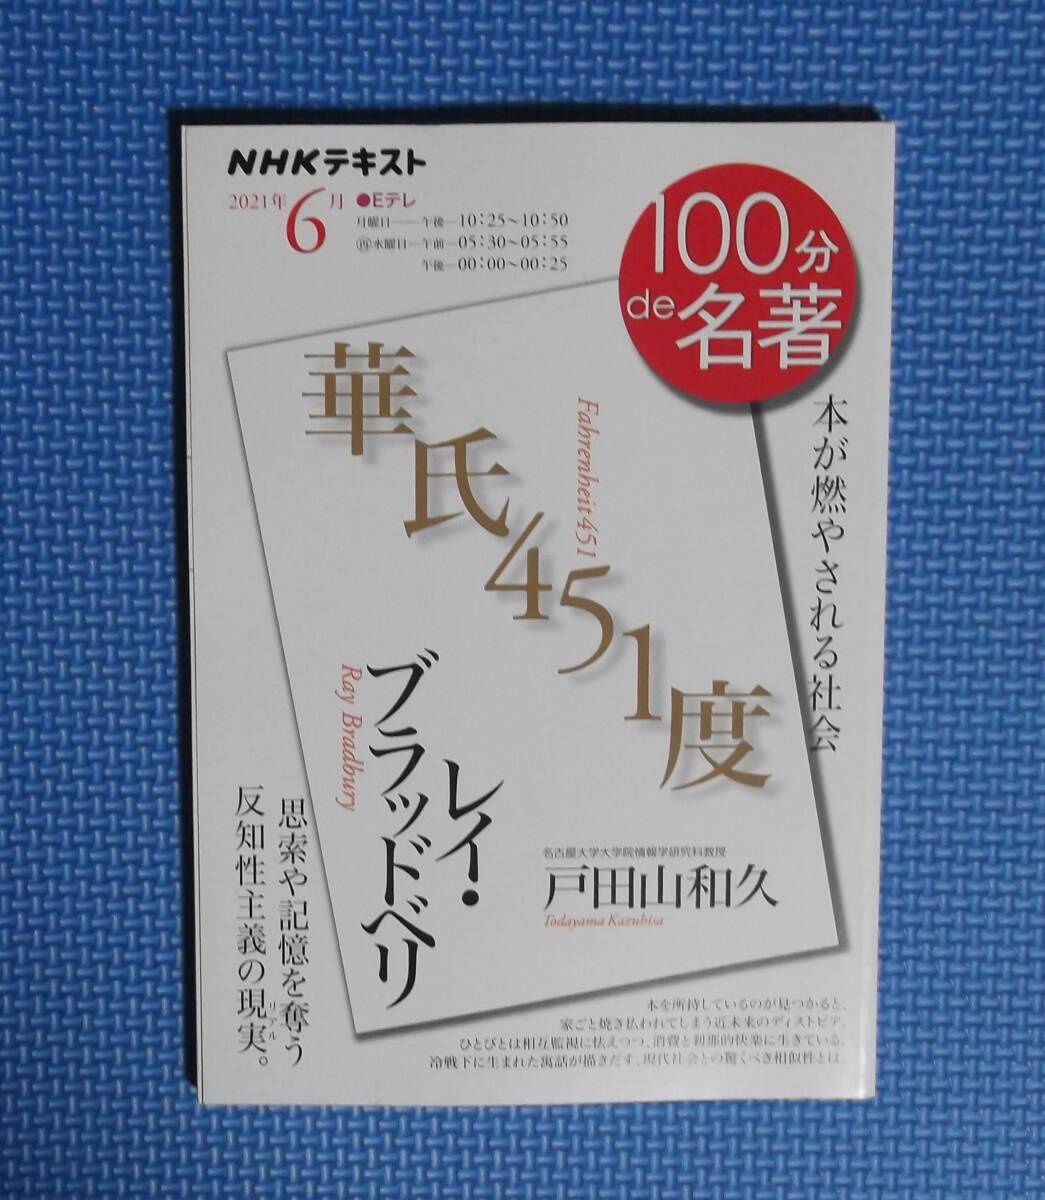 NHKテキスト
2021年6月 ●Eテレ
月曜日—午後—10:25〜10:50
再水曜日—午前—05:30〜05:55
午後—00:00〜00:25
100分
de名著
華氏451度
Fahrenheit 451
本が燃やされる社会
レイ・
ブラッドベリ
Ray Bradbury
名古屋大学大学院情報学研究科教授
戸田山和久
Todayama Kazuhisa
思索や記憶を奪う
反知性主義の現実。
リアル
本を所持しているのが見つかると、
家ごと焼き払われてしまう近未来のディストピア。
ひとびとは相互監視に怯えつつ、消費と刹那的快楽に生きている。
冷戦下に生まれた寓話が描きだす、現代社会との驚くべき相似性とは。